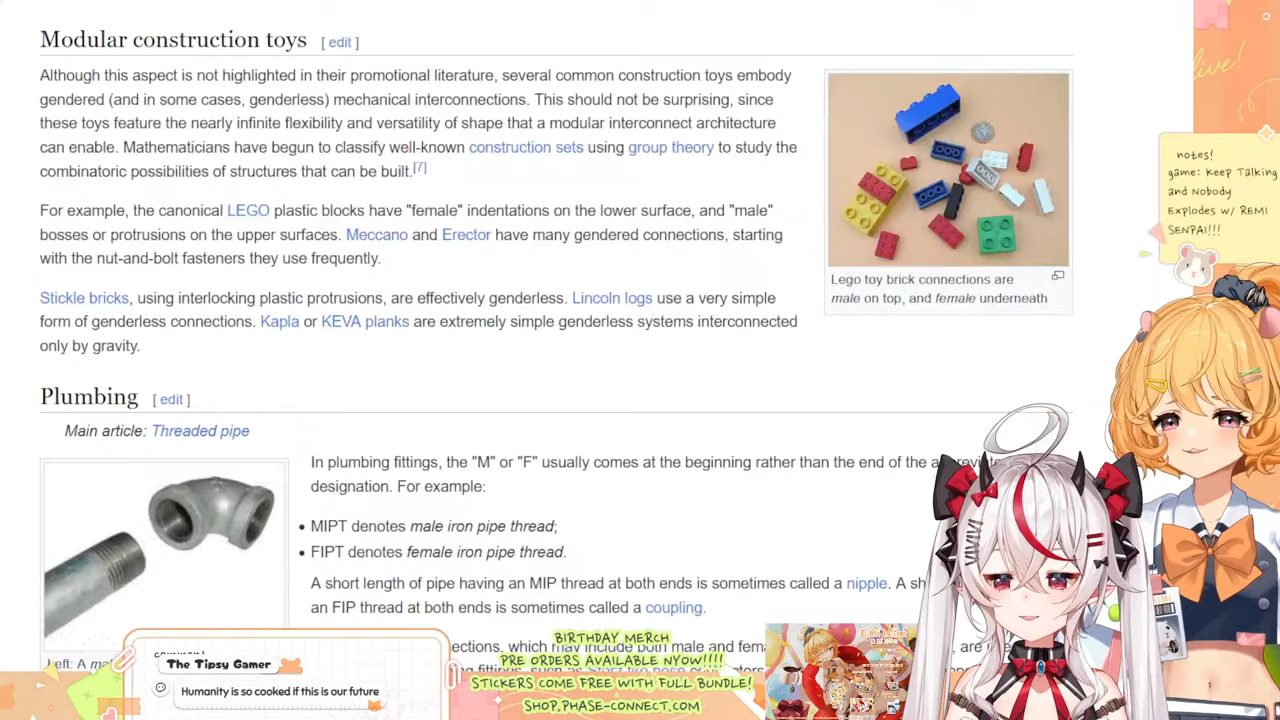 Modular construction toys [ edit ]
Although this aspect is not highlighted in their promotional literature, several common construction toys embody
gendered (and in some cases, genderless) mechanical interconnections. This should not be surprising, since
these toys feature the nearly infinite flexibility and versatility of shape that a modular interconnect architecture
can enable. Mathematicians have begun to classify well-known construction sets using group theory to study the
combinatoric possibilities of structures that can be built.[7]
For example, the canonical LEGO plastic blocks have "female" indentations on the lower surface, and "male"
bosses or protrusions on the upper surfaces. Meccano and Erector have many gendered connections, starting
with the nut-and-bolt fasteners they use frequently.
Stickle bricks, using interlocking plastic protrusions, are effectively genderless. Lincoln logs use a very simple
form of genderless connections. Kapla or KEVA planks are extremely simple genderless systems interconnected
only by gravity.
Lego toy brick connections are
male on top, and female underneath
live!
notes!
game: Keep Talking
and Nobody
Explodes w/ REMI
SENPAI!!!
Plumbing [ edit ]
Main article: Threaded pipe
In plumbing fittings, the "M" or "F" usually comes at the beginning rather than the end of the
designation. For example:
• MIPT denotes male iron pipe thread;
• FIPT denotes female iron pipe thread.
A short length of pipe having an MIP thread at both ends is sometimes called a nipple. A
an FIP thread at both ends is sometimes called a coupling.
which may include both male and
Left: A
The Tipsy Gamer
Humanity is so cooked if this is our future
BIRTHDAY MERCH
PRE ORDERS AVAILABLE NYOW!!!!
STICKERS COME FREE WITH FULL BUNDLE!
SHOP.PHASE-CONNECT.COM